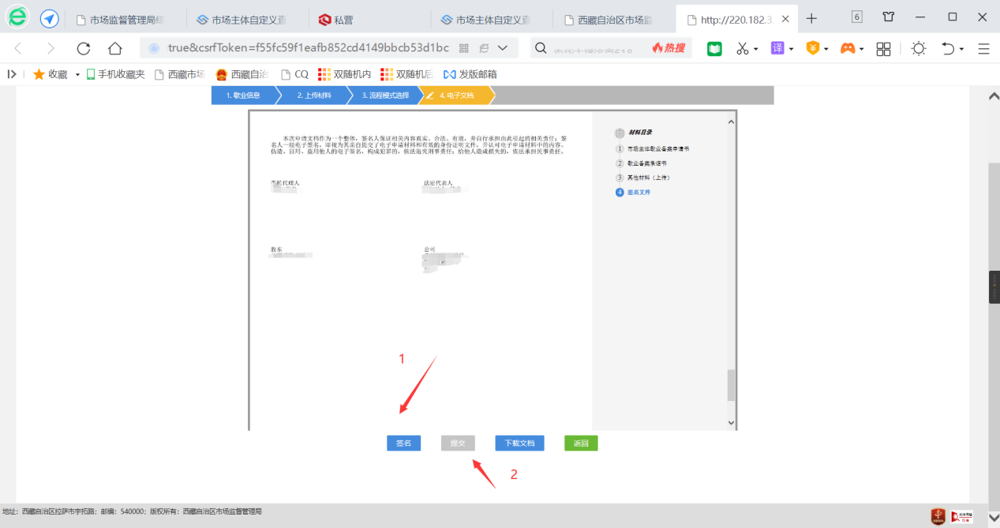 市场监督管理局综
市场主体自定义查
私营
市场主体自定义查
西藏自治区市场监
http://220.182.3
6
true&csrfToken=f55fc59f1eafb852cd4149bbcb53d1bc
热搜
译
收藏
手机收藏夹
西藏市场
西藏自治
CQ
双随机内
双随机后
发版邮箱
1. 歇业信息
2. 上传材料
3. 流程模式选择
4. 电子文档
本次申请文档作为一个整体，签名人保证相关内容真实、合法、有效，并自行承担由此引起的相关责任；签
名人一经电子签名，即视为其亲自提交了电子申请材料和有效的身份证明文件，并认可电子申请材料中的内容。
伪造、冒用、盗用他人的电子签名，构成犯罪的，依法追究刑事责任；给他人造成损失的，依法承担民事责任。
委托代理人
法定代表人
股东
公司
材料目录
1 市场主体歇业备案申请书
2 歇业备案承诺书
3 其他材料（上传）
4 签名文件
1
签名
提交
下载文档
返回
2
地址：西藏自治区拉萨市宇拓路；邮编：540000；版权所有：西藏自治区市场监督管理局